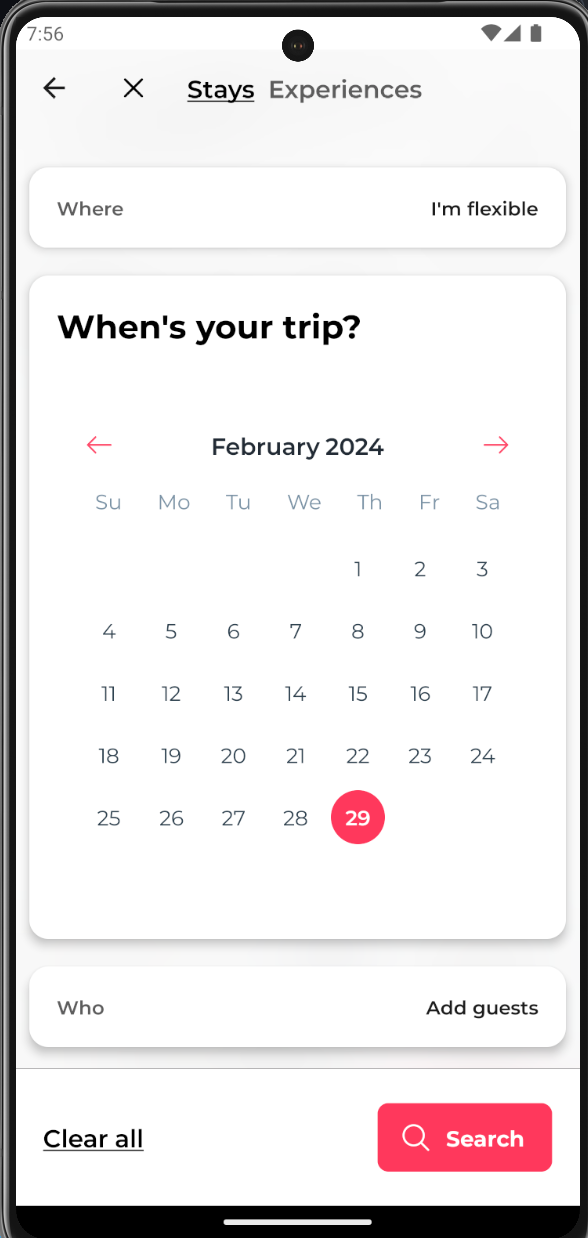 7:56
Stays Experiences
Where I'm flexible
When's your trip?
February 2024
Su Mo Tu We Th Fr Sa
1 2 3
4 5 6 7 8 9 10
11 12 13 14 15 16 17
18 19 20 21 22 23 24
25 26 27 28 29
Who Add guests
Clear all Search